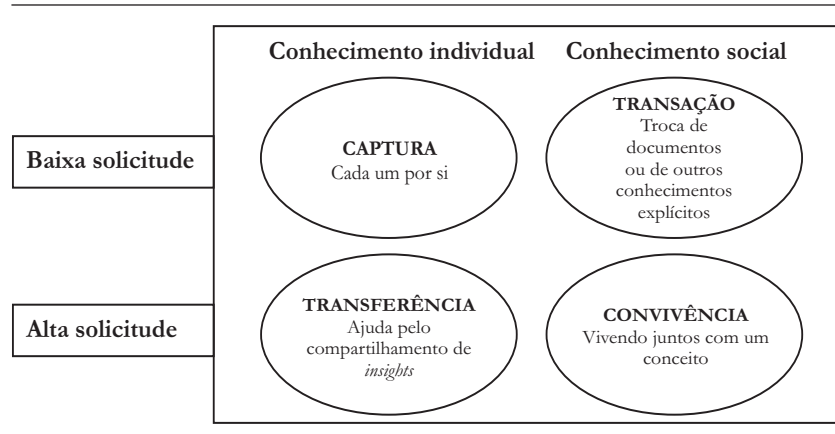 Conhecimento individual
Conhecimento social
Baixa solicitude
CAPTURA
Cada um por si
TRANSAÇÃO
Troca de
documentos
ou de outros
conhecimentos
explícitos
Alta solicitude
TRANSFERÊNCIA
Ajuda pelo
compartilhamento de
insights
CONVIVÊNCIA
Vivendo juntos com um
conceito